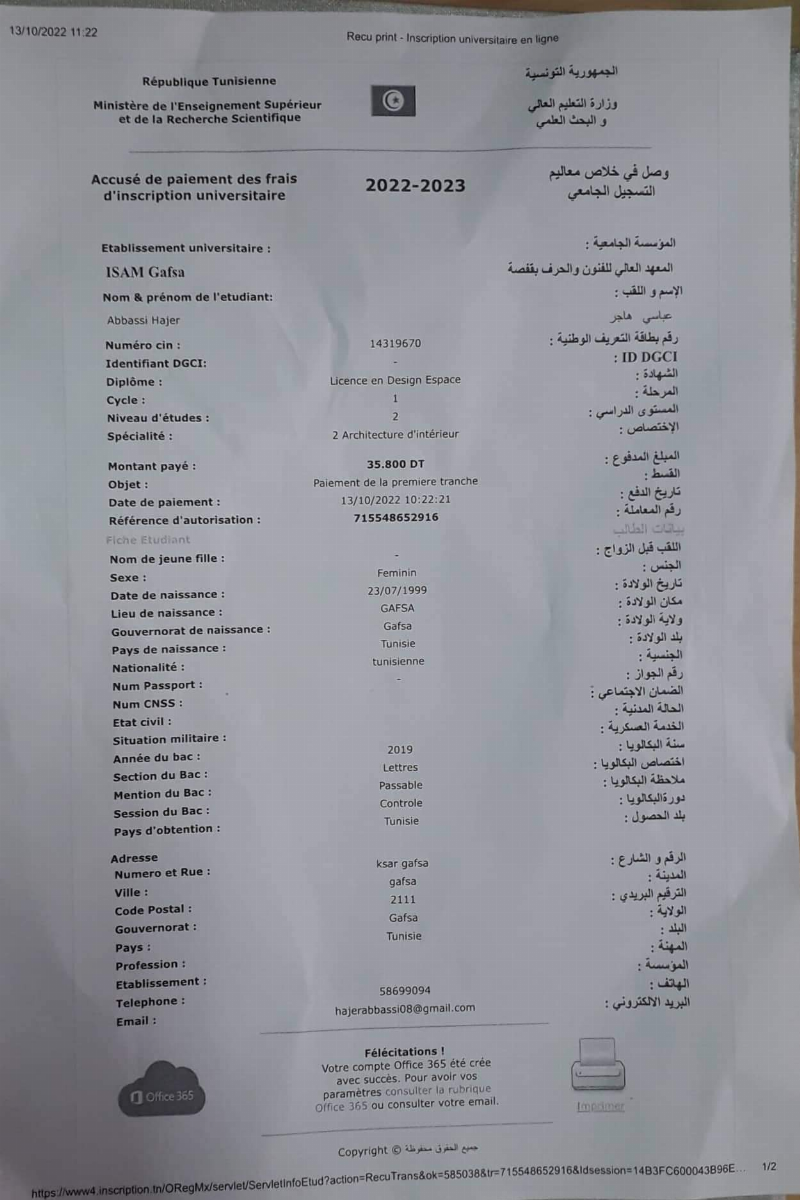 13/10/2022 11:22
Recu print - Inscription universitaire en ligne
République Tunisienne
الجمهورية التونسية
Ministère de l'Enseignement Supérieur
et de la Recherche Scientifique
وزارة التعليم العالي
و البحث العلمي
Accusé de paiement des frais
d'inscription universitaire
2022-2023
وصل في خلاص معاليم
التسجيل الجامعي
Etablissement universitaire :
المؤسسة الجامعية :
ISAM Gafsa
المعهد العالي للفنون والحرف بقفصة
Nom & prénom de l'etudiant:
الإسم و اللقب :
Abbassi Hajer
عباسي هاجر
Numéro cin : 14319670 رقم بطاقة التعريف الوطنية :
Identifiant DGCI: - ID DGCI :
Diplôme : Licence en Design Espace الشهادة :
Cycle : 1 المرحلة :
Niveau d'études : 2 المستوى الدراسي :
Spécialité : 2 Architecture d'intérieur الإختصاص :
Montant payé : 35.800 DT المبلغ المدفوع :
Objet : Paiement de la premiere tranche القسط :
Date de paiement : 13/10/2022 10:22:21 تاريخ الدفع :
Référence d'autorisation : 715548652916 رقم المعاملة :
Fiche Etudiant بيانات الطالب
Nom de jeune fille : - اللقب قبل الزواج :
Sexe : Feminin الجنس :
Date de naissance : 23/07/1999 تاريخ الولادة :
Lieu de naissance : GAFSA مكان الولادة :
Gouvernorat de naissance : Gafsa ولاية الولادة :
Pays de naissance : Tunisie بلد الولادة :
Nationalité : tunisienne الجنسية :
Num Passport : - رقم الجواز :
Num CNSS : الضمان الاجتماعي :
Etat civil : الحالة المدنية :
Situation militaire : الخدمة العسكرية :
Année du bac : 2019 سنة البكالويا :
Section du Bac : Lettres اختصاص البكالويا :
Mention du Bac : Passable ملاحظة البكالويا :
Session du Bac : Controle دورةالبكالويا :
Pays d'obtention : Tunisie بلد الحصول :
Adresse
Numero et Rue : ksar gafsa الرقم و الشارع :
Ville : gafsa المدينة :
Code Postal : 2111 الترقيم البريدي :
Gouvernorat : Gafsa الولاية :
Pays : Tunisie البلد :
Profession : المهنة :
Etablissement : المؤسسة :
Telephone : 58699094 الهاتف :
Email : hajerabbassi08@gmail.com البريد الالكتروني :
Office 365
Félécitations !
Votre compte Office 365 été crée
avec succès. Pour avoir vos
paramètres consulter la rubrique
Office 365 ou consulter votre email.
Imprimer
Copyright © جميع الحقوق محفوظة
https://www4.inscription.tn/ORegMx/servlet/ServletInfoEtud?action=RecuTrans&ok=585038&tr=715548652916&Idsession=14B3FC600043B96E... 1/2